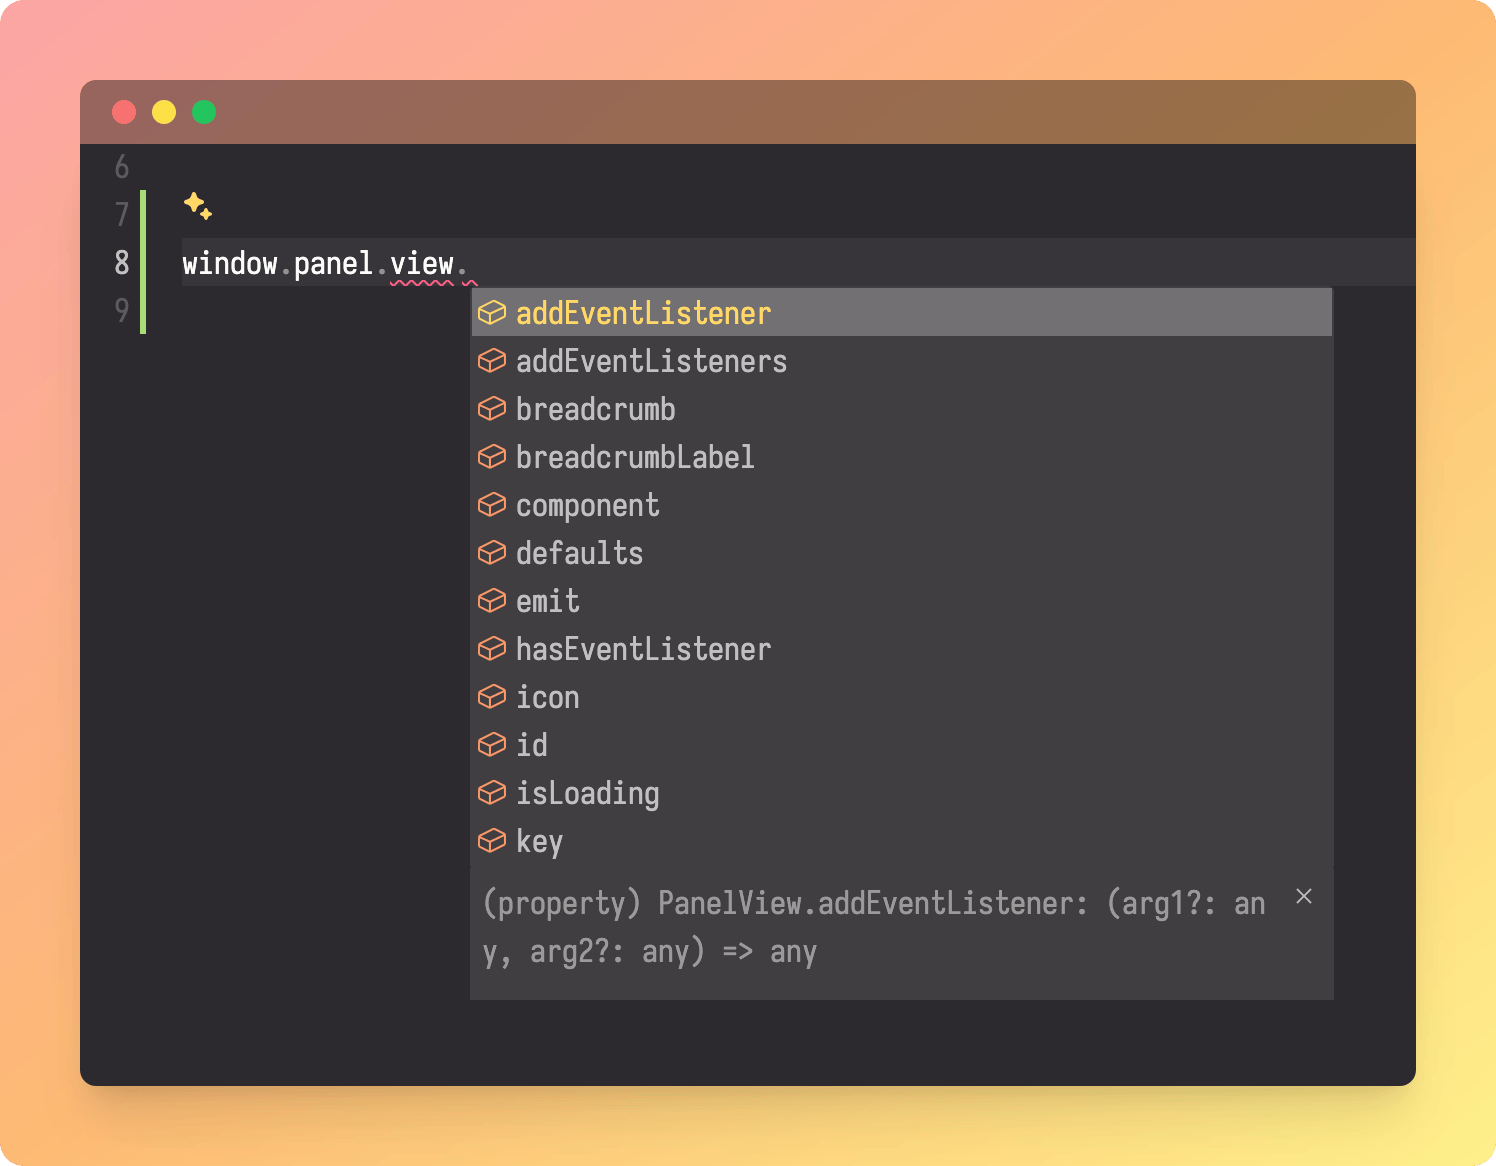 6
7
8 window.panel.view.
9
addEventListener
addEventListeners
breadcrumb
breadcrumbLabel
component
defaults
emit
hasEventListener
icon
id
isLoading
key
(property) PanelView.addEventListener: (arg1?: an
y, arg2?: any) => any